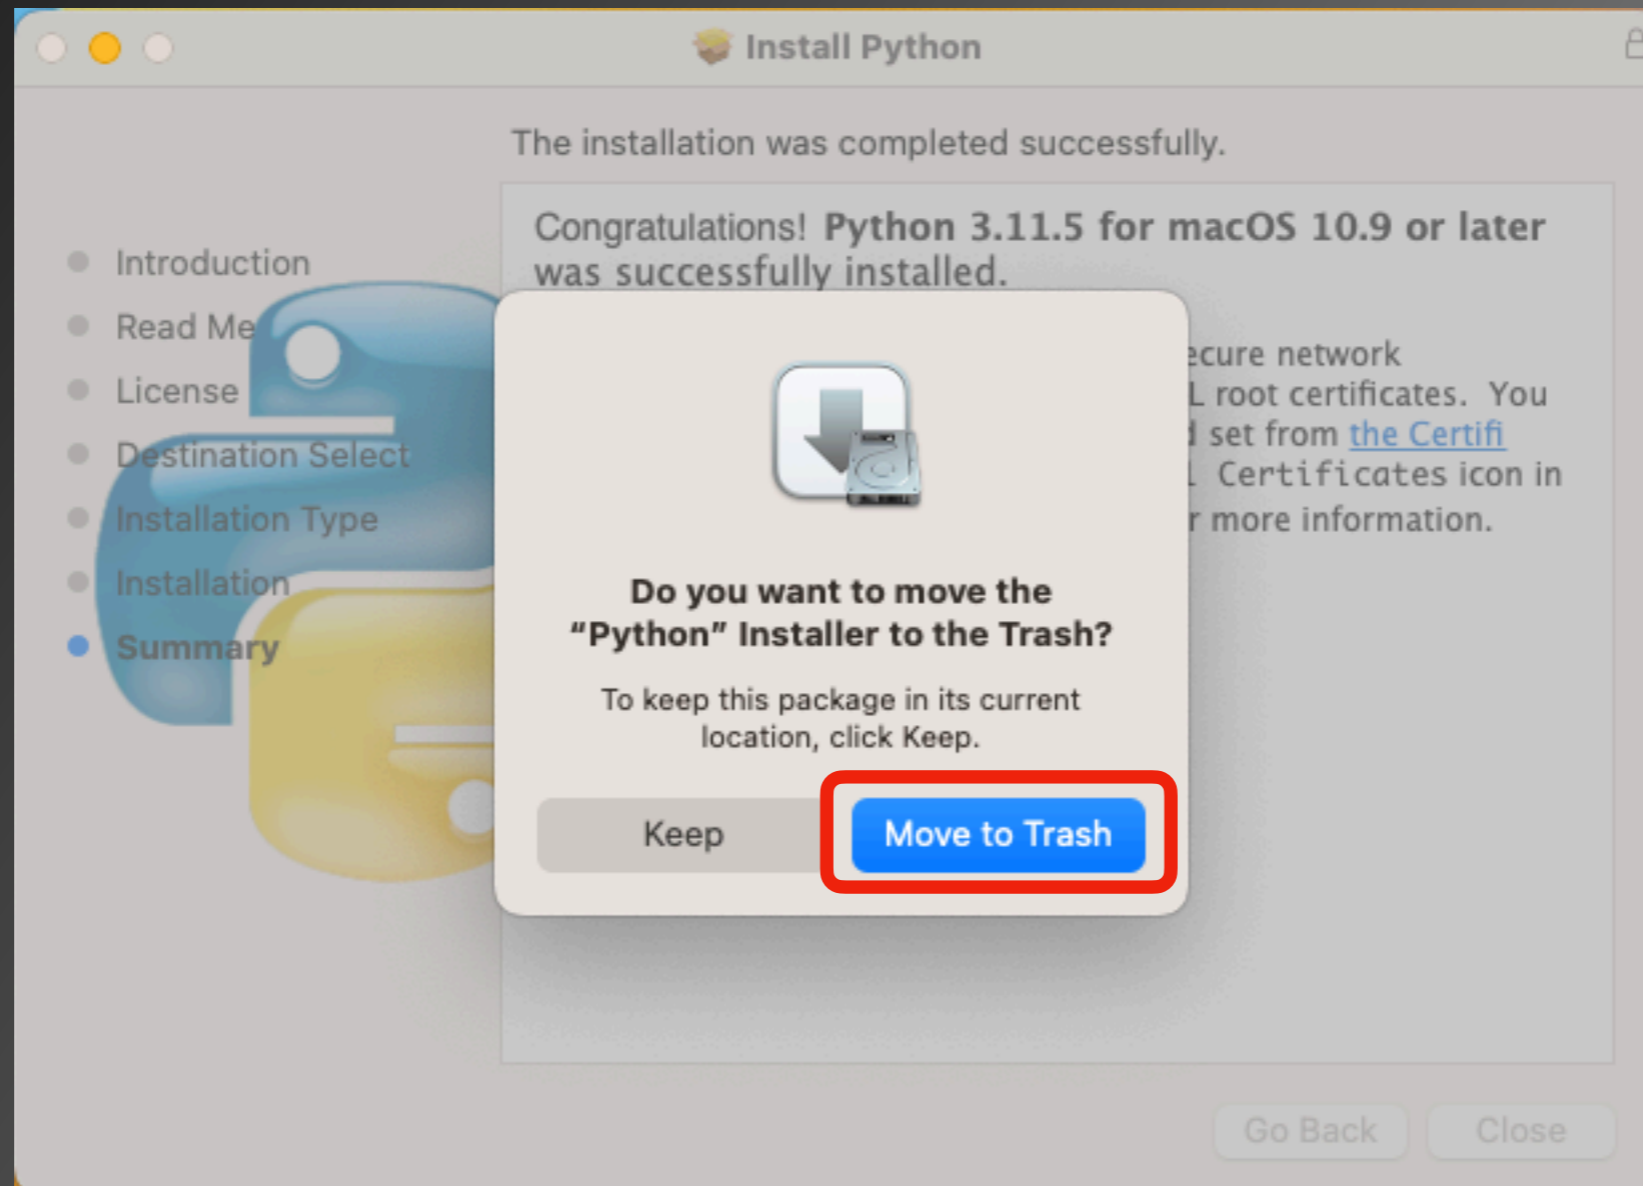 Install Python
The installation was completed successfully.
Introduction
Read Me
License
Destination Select
Installation Type
Installation
Summary
Congratulations! Python 3.11.5 for macOS 10.9 or later
was successfully installed.
network
root certificates. You
set from the Certifi
Certificates icon in
more information.
Do you want to move the
“Python” Installer to the Trash?
To keep this package in its current
location, click Keep.
Keep
Move to Trash
Go Back
Close